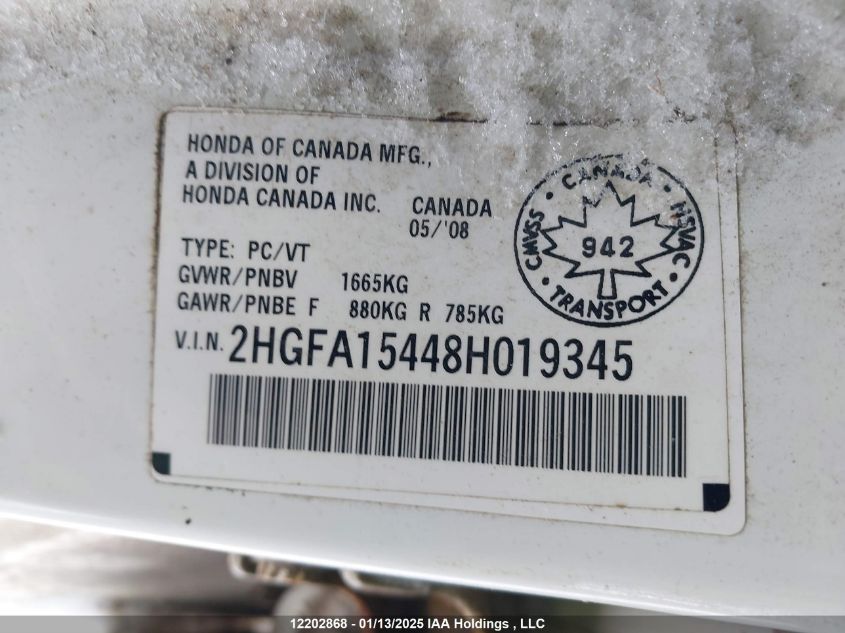 HONDA OF CANADA MFG.,
A DIVISION OF
HONDA CANADA INC. CANADA
05/'08
TYPE: PC/VT
GVWR/PNBV 1665KG
GAWR/PNBE F 880KG R 785KG
V.I.N. 2HGFA15448H019345
CANADA
CMVSS • 942 • NSVAC
TRANSPORT
12202868 - 01/13/2025 IAA Holdings , LLC